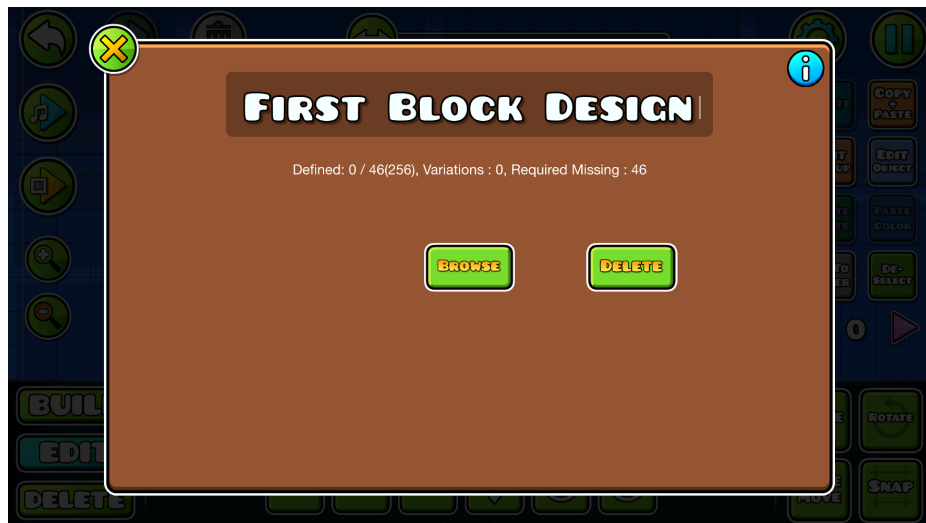 First Block Design
Defined: 0 / 46(256), Variations : 0, Required Missing : 46
Browse
Delete
Copy
+
Paste
Edit
Object
Paste
Color
De-
Select
0
Edit
Delete
Rotate
Move
Snap